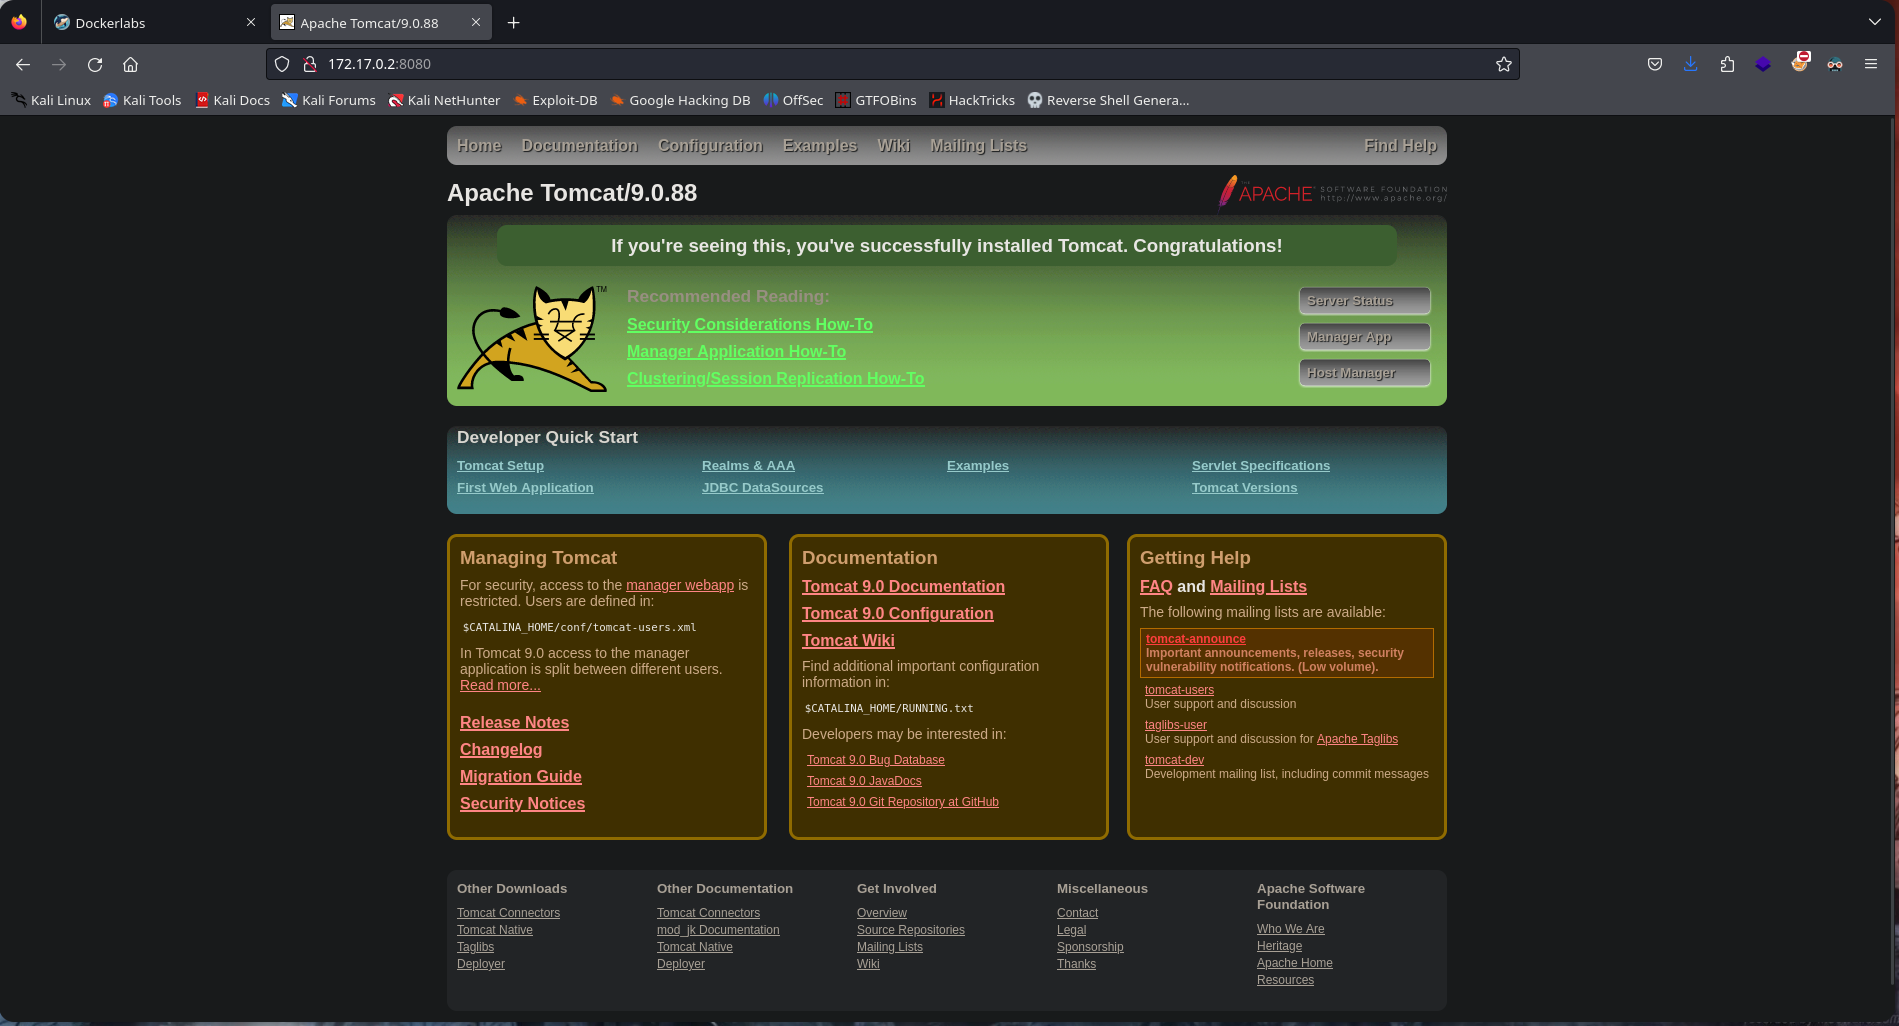 Dockerlabs
Apache Tomcat/9.0.88
172.17.0.2:8080
Kali Linux Kali Tools Kali Docs Kali Forums Kali NetHunter Exploit-DB Google Hacking DB OffSec GTFOBins HackTricks Reverse Shell Genera...
Home Documentation Configuration Examples Wiki Mailing Lists Find Help
Apache Tomcat/9.0.88
THE APACHE SOFTWARE FOUNDATION
http://www.apache.org/
If you're seeing this, you've successfully installed Tomcat. Congratulations!
TM
Recommended Reading:
Security Considerations How-To
Manager Application How-To
Clustering/Session Replication How-To
Server Status
Manager App
Host Manager
Developer Quick Start
Tomcat Setup
First Web Application
Realms & AAA
JDBC DataSources
Examples
Servlet Specifications
Tomcat Versions
Managing Tomcat
For security, access to the manager webapp is
restricted. Users are defined in:
$CATALINA_HOME/conf/tomcat-users.xml
In Tomcat 9.0 access to the manager
application is split between different users.
Read more...
Release Notes
Changelog
Migration Guide
Security Notices
Documentation
Tomcat 9.0 Documentation
Tomcat 9.0 Configuration
Tomcat Wiki
Find additional important configuration
information in:
$CATALINA_HOME/RUNNING.txt
Developers may be interested in:
Tomcat 9.0 Bug Database
Tomcat 9.0 JavaDocs
Tomcat 9.0 Git Repository at GitHub
Getting Help
FAQ and Mailing Lists
The following mailing lists are available:
tomcat-announce
Important announcements, releases, security
vulnerability notifications. (Low volume).
tomcat-users
User support and discussion
taglibs-user
User support and discussion for Apache Taglibs
tomcat-dev
Development mailing list, including commit messages
Other Downloads
Tomcat Connectors
Tomcat Native
Taglibs
Deployer
Other Documentation
Tomcat Connectors
mod_jk Documentation
Tomcat Native
Deployer
Get Involved
Overview
Source Repositories
Mailing Lists
Wiki
Miscellaneous
Contact
Legal
Sponsorship
Thanks
Apache Software
Foundation
Who We Are
Heritage
Apache Home
Resources